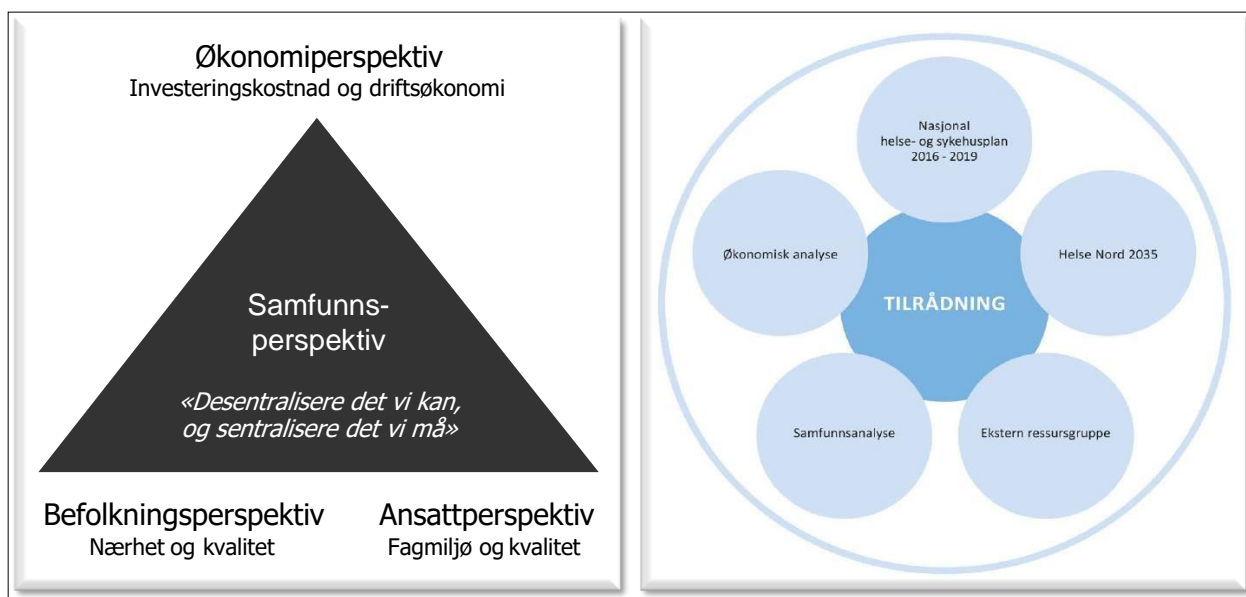 Økonomiperspektiv
Investeringskostnad og driftsøkonomi
Samfunns-
perspektiv
«Desentralisere det vi kan,
og sentralisere det vi må»
Befolkningsperspektiv
Nærhet og kvalitet
Ansattperspektiv
Fagmiljø og kvalitet
Nasjonal
helse- og sykehusplan
2016 - 2019
Økonomisk analyse
Helse Nord 2035
TILRÅDNING
Samfunnsanalyse
Ekstern ressursgruppe